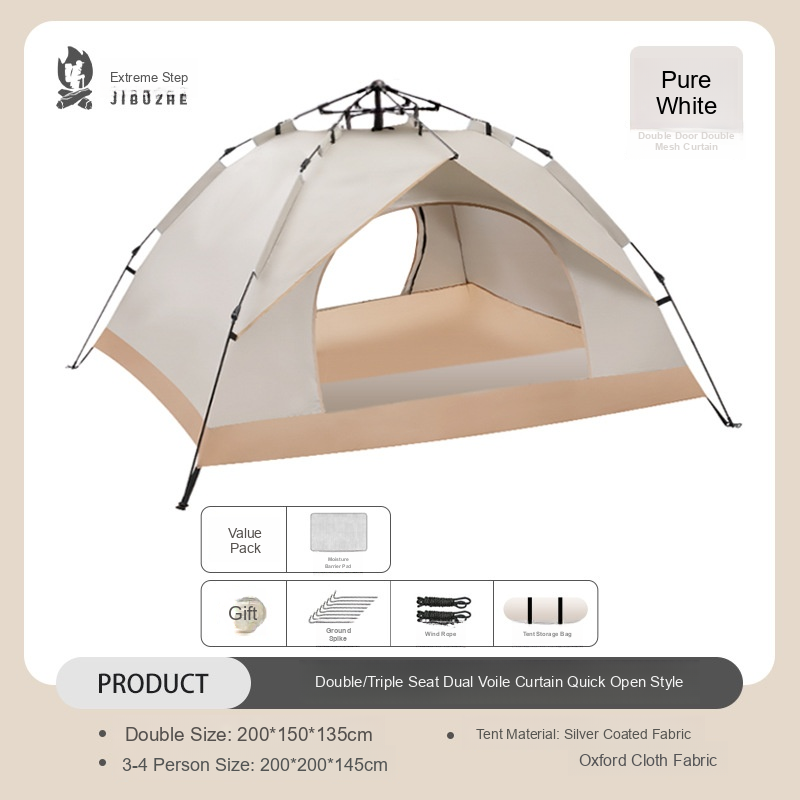 Extreme Step
JIBUZHE
Pure
White
Double Door Double
Mesh Curtain
Value
Pack
Moisture
Barrier Pad
Gift
Ground
Spike
Wind Rope
Tent Storage Bag
PRODUCT
Double/Triple Seat Dual Voile Curtain Quick Open Style
• Double Size: 200*150*135cm
• 3-4 Person Size: 200*200*145cm
• Tent Material: Silver Coated Fabric
Oxford Cloth Fabric